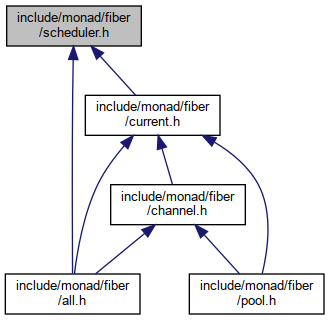 include/monad/fiber
/scheduler.h
include/monad/fiber
/current.h
include/monad/fiber
/channel.h
include/monad/fiber
/all.h
include/monad/fiber
/pool.h